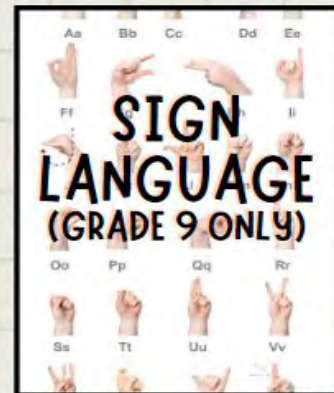 Aa Bb Cc Dd Ee
Ff
SIGN
LANGUAGE
(GRADE 9 ONLY)
Oo Pp Qq Rr
Ss Tt Uu Vv